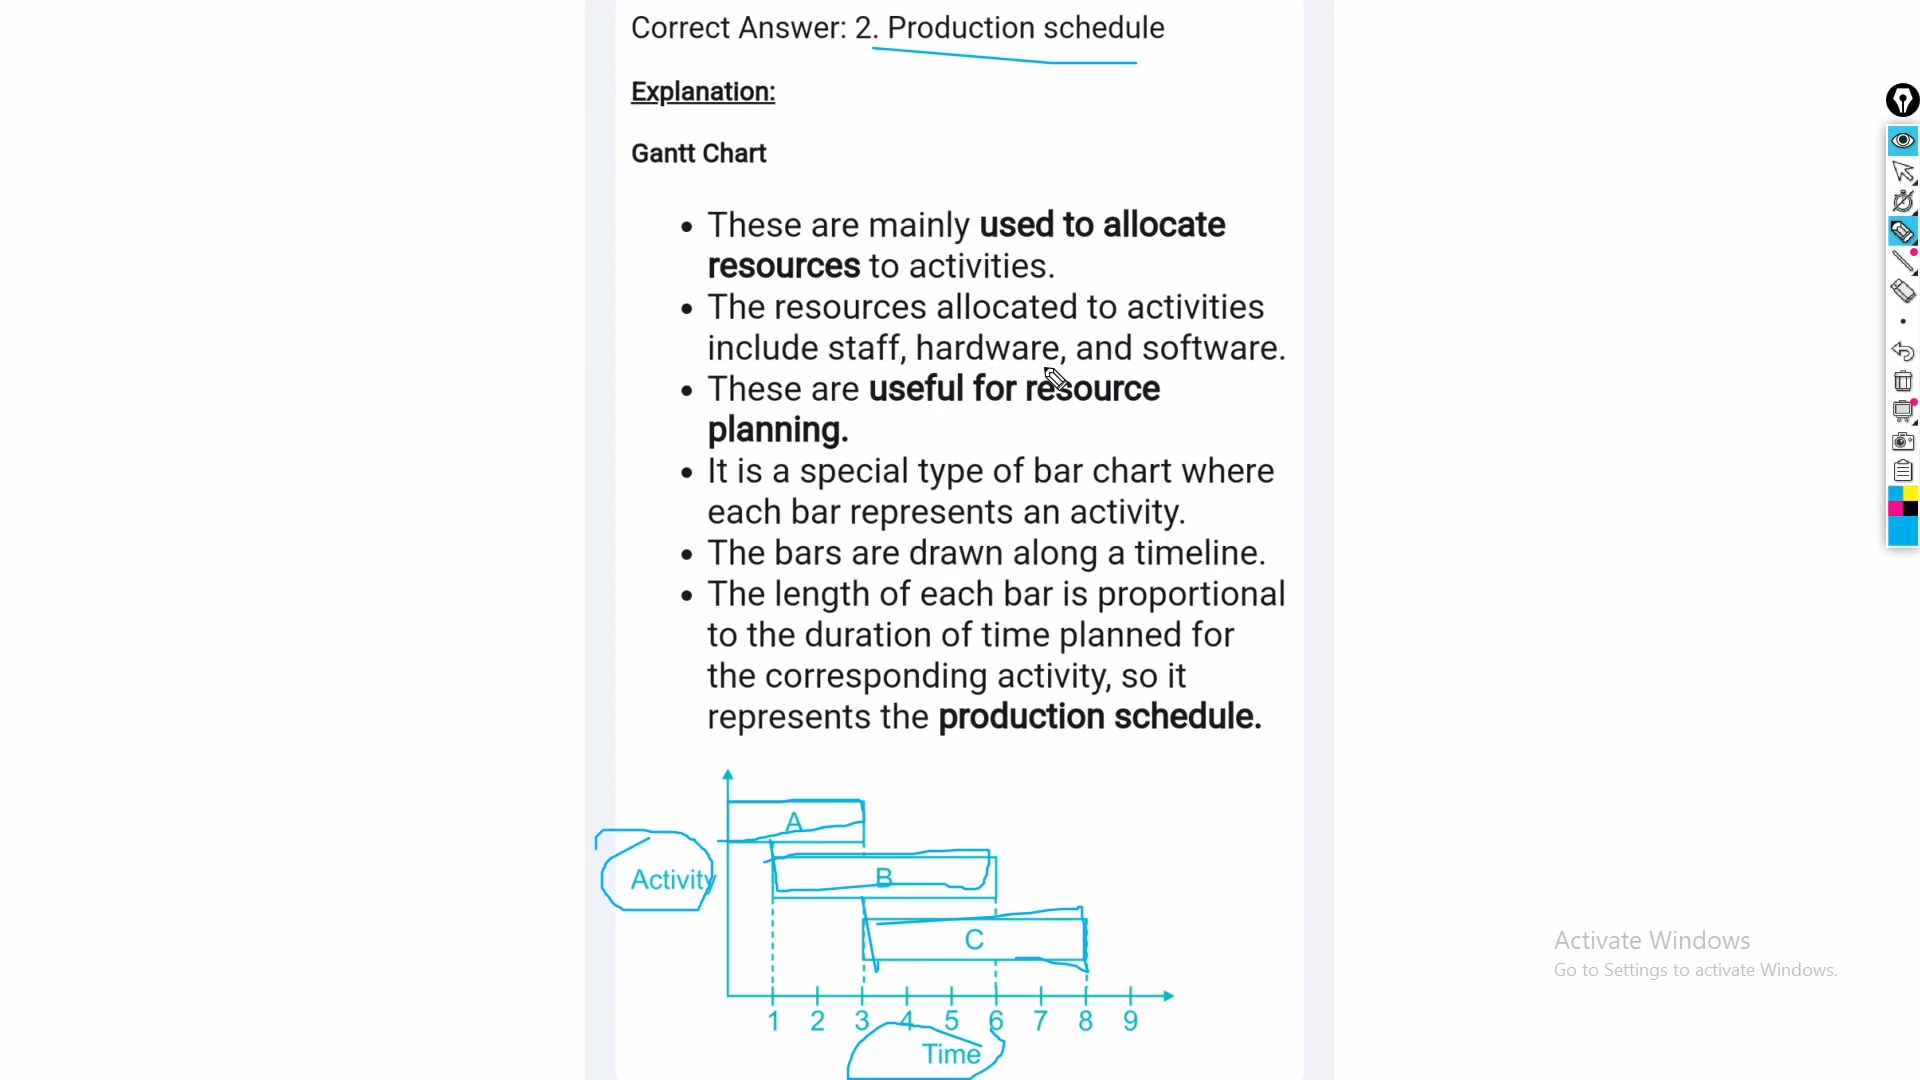 Correct Answer: 2. Production schedule
Explanation:
Gantt Chart
• These are mainly used to allocate
resources to activities.
• The resources allocated to activities
include staff, hardware, and software.
• These are useful for resource
planning.
• It is a special type of bar chart where
each bar represents an activity.
• The bars are drawn along a timeline.
• The length of each bar is proportional
to the duration of time planned for
the corresponding activity, so it
represents the production schedule.
A
Activity
B
C
1 2 3 4 5 6 7 8 9
Time
Activate Windows
Go to Settings to activate Windows.